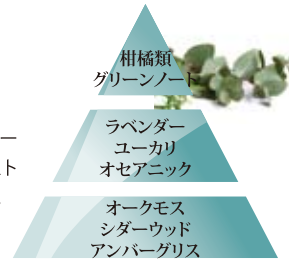 柑橘類
グリーンノート
ラベンダー
ユーカリ
オセアニック
ー
ト
オークモス
シダーウッド
アンバーグリス